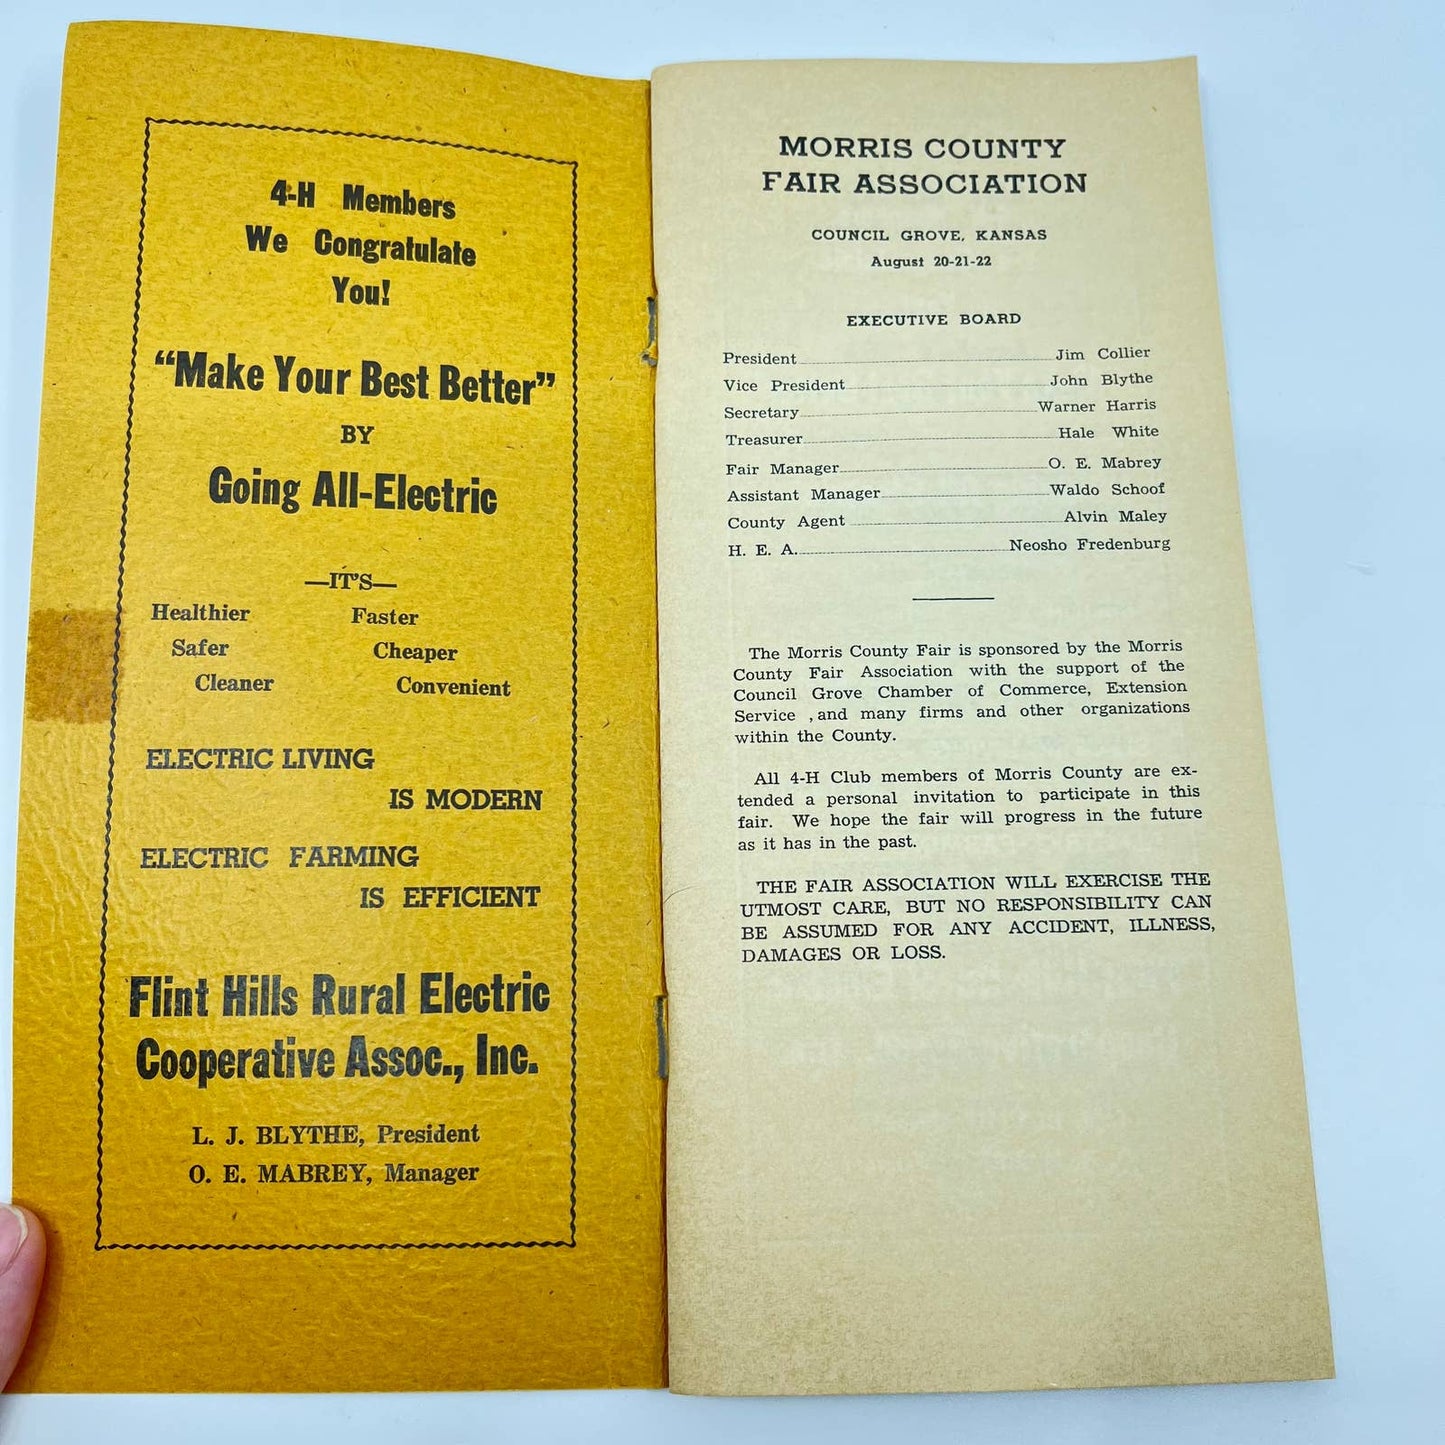 4-H Members
We Congratulate
You!
"Make Your Best Better"
BY
Going All-Electric
—IT'S—
Healthier Faster
Safer Cheaper
Cleaner Convenient
ELECTRIC LIVING
IS MODERN
ELECTRIC FARMING
IS EFFICIENT
Flint Hills Rural Electric
Cooperative Assoc., Inc.
L. J. BLYTHE, President
O. E. MABREY, Manager
MORRIS COUNTY
FAIR ASSOCIATION
COUNCIL GROVE, KANSAS
August 20-21-22
EXECUTIVE BOARD
President Jim Collier
Vice President John Blythe
Secretary Warner Harris
Treasurer Hale White
Fair Manager O. E. Mabrey
Assistant Manager Waldo Schoof
County Agent Alvin Maley
H. E. A. Neosho Fredenburg
The Morris County Fair is sponsored by the Morris
County Fair Association with the support of the
Council Grove Chamber of Commerce, Extension
Service ,and many firms and other organizations
within the County.
All 4-H Club members of Morris County are ex-
tended a personal invitation to participate in this
fair. We hope the fair will progress in the future
as it has in the past.
THE FAIR ASSOCIATION WILL EXERCISE THE
UTMOST CARE, BUT NO RESPONSIBILITY CAN
BE ASSUMED FOR ANY ACCIDENT, ILLNESS,
DAMAGES OR LOSS.